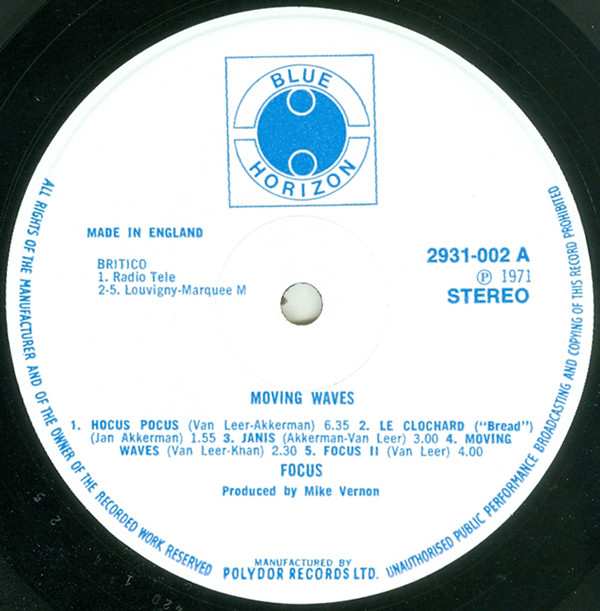 BLUE
HORIZON
MADE IN ENGLAND
BRITICO
1. Radio Tele
2-5. Louvigny-Marquee M
2931-002 A
Ⓟ 1971
STEREO
MOVING WAVES
1. HOCUS POCUS (Van Leer-Akkerman) 6.35 2. LE CLOCHARD ("Bread")
(Jan Akkerman) 1.55 3. JANIS (Akkerman-Van Leer) 3.00 4. MOVING
WAVES (Van Leer-Khan) 2.30 5. FOCUS II (Van Leer) 4.00
FOCUS
Produced by Mike Vernon
ALL RIGHTS OF THE MANUFACTURER AND OF THE OWNER OF THE RECORDED WORK RESERVED
MANUFACTURED BY
POLYDOR RECORDS LTD.
UNAUTHORISED PUBLIC PERFORMANCE BROADCASTING AND COPYING OF THIS RECORD PROHIBITED